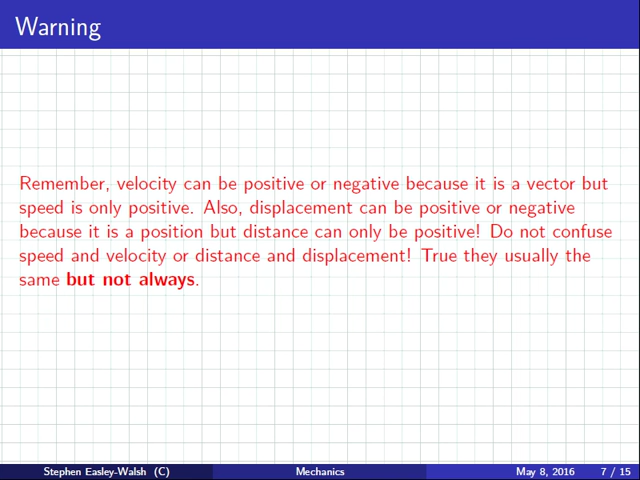 Warning
Remember, velocity can be positive or negative because it is a vector but
speed is only positive. Also, displacement can be positive or negative
because it is a position but distance can only be positive! Do not confuse
speed and velocity or distance and displacement! True they usually the
same but not always.
Stephen Easley-Walsh (C) Mechanics May 8, 2016 7 / 15